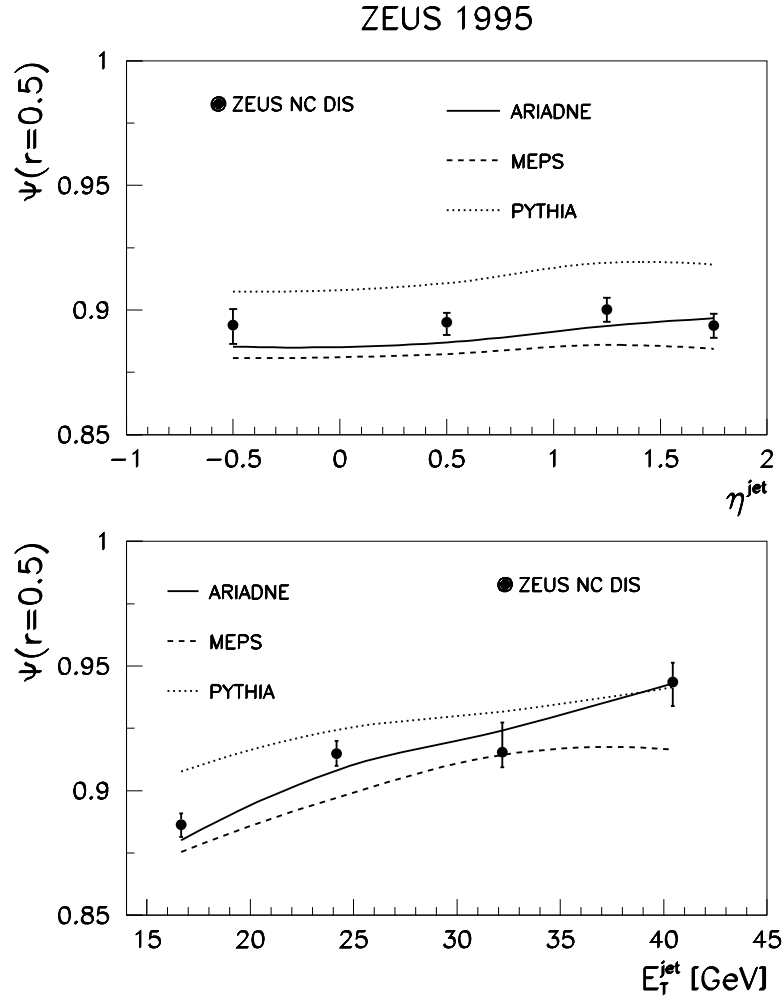 ZEUS 1995
ψ(r=0.5)
1
0.95
0.9
0.85
ZEUS NC DIS
ARIADNE
MEPS
PYTHIA
−1 −0.5 0 0.5 1 1.5 2
η^jet
ψ(r=0.5)
1
0.95
0.9
0.85
ARIADNE
MEPS
PYTHIA
ZEUS NC DIS
15 20 25 30 35 40 45
E_T^jet [GeV]